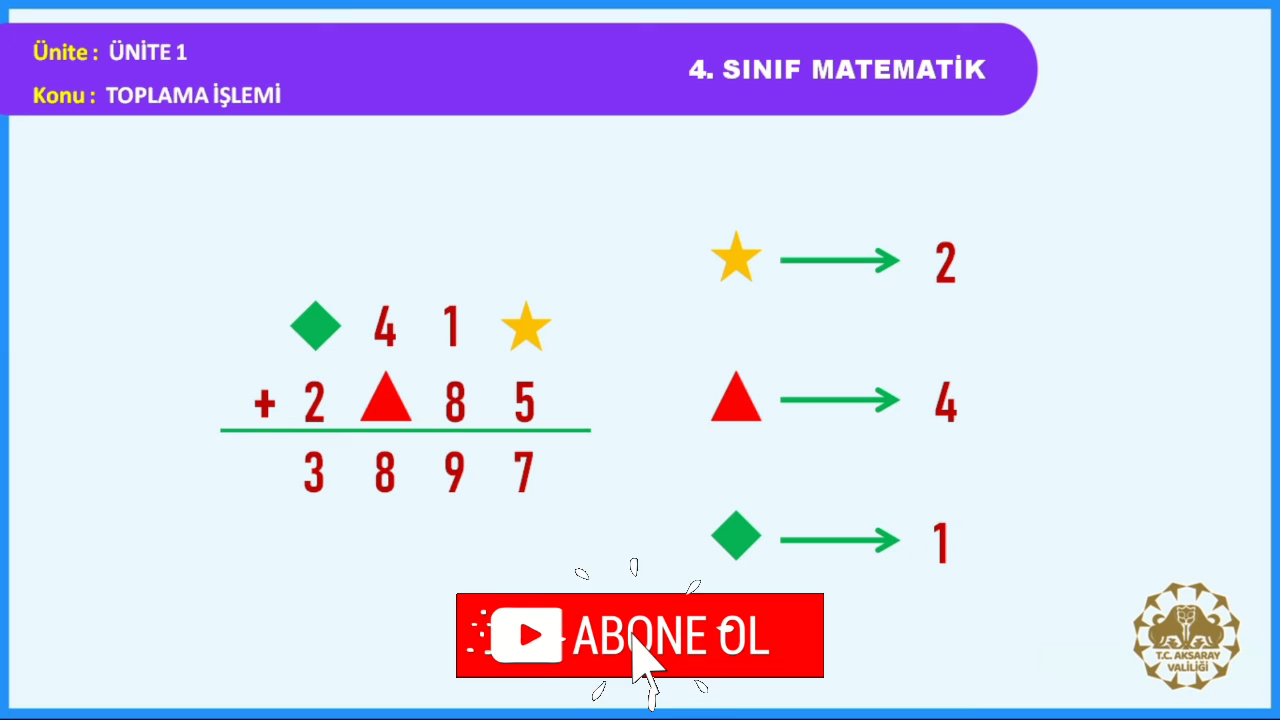 Ünite : ÜNİTE 1
Konu : TOPLAMA İŞLEMİ
4. SINIF MATEMATİK
4 1
+ 2 8 5
3 8 9 7
2
4
1
ABONE OL
T.C. AKSARAY
VALİLİĞİ